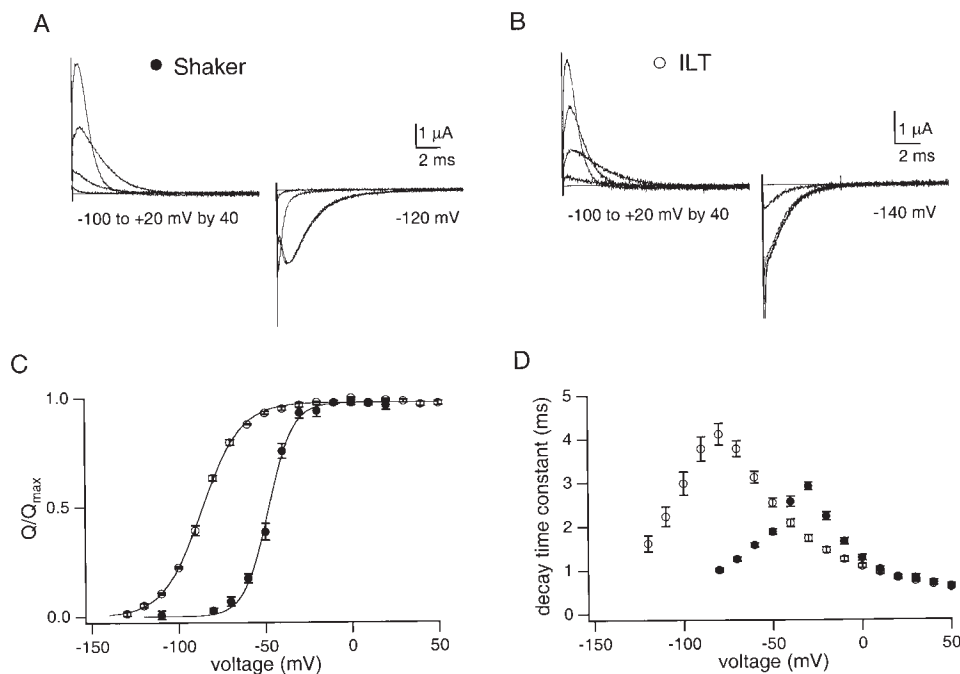 A
● Shaker
1 μA
2 ms
-100 to +20 mV by 40
-120 mV
B
○ ILT
1 μA
2 ms
-100 to +20 mV by 40
-140 mV
C
Q/Qmax
1.0
0.5
0.0
-150 -100 -50 0 50
voltage (mV)
D
decay time constant (ms)
5
4
3
2
1
0
-150 -100 -50 0 50
voltage (mV)